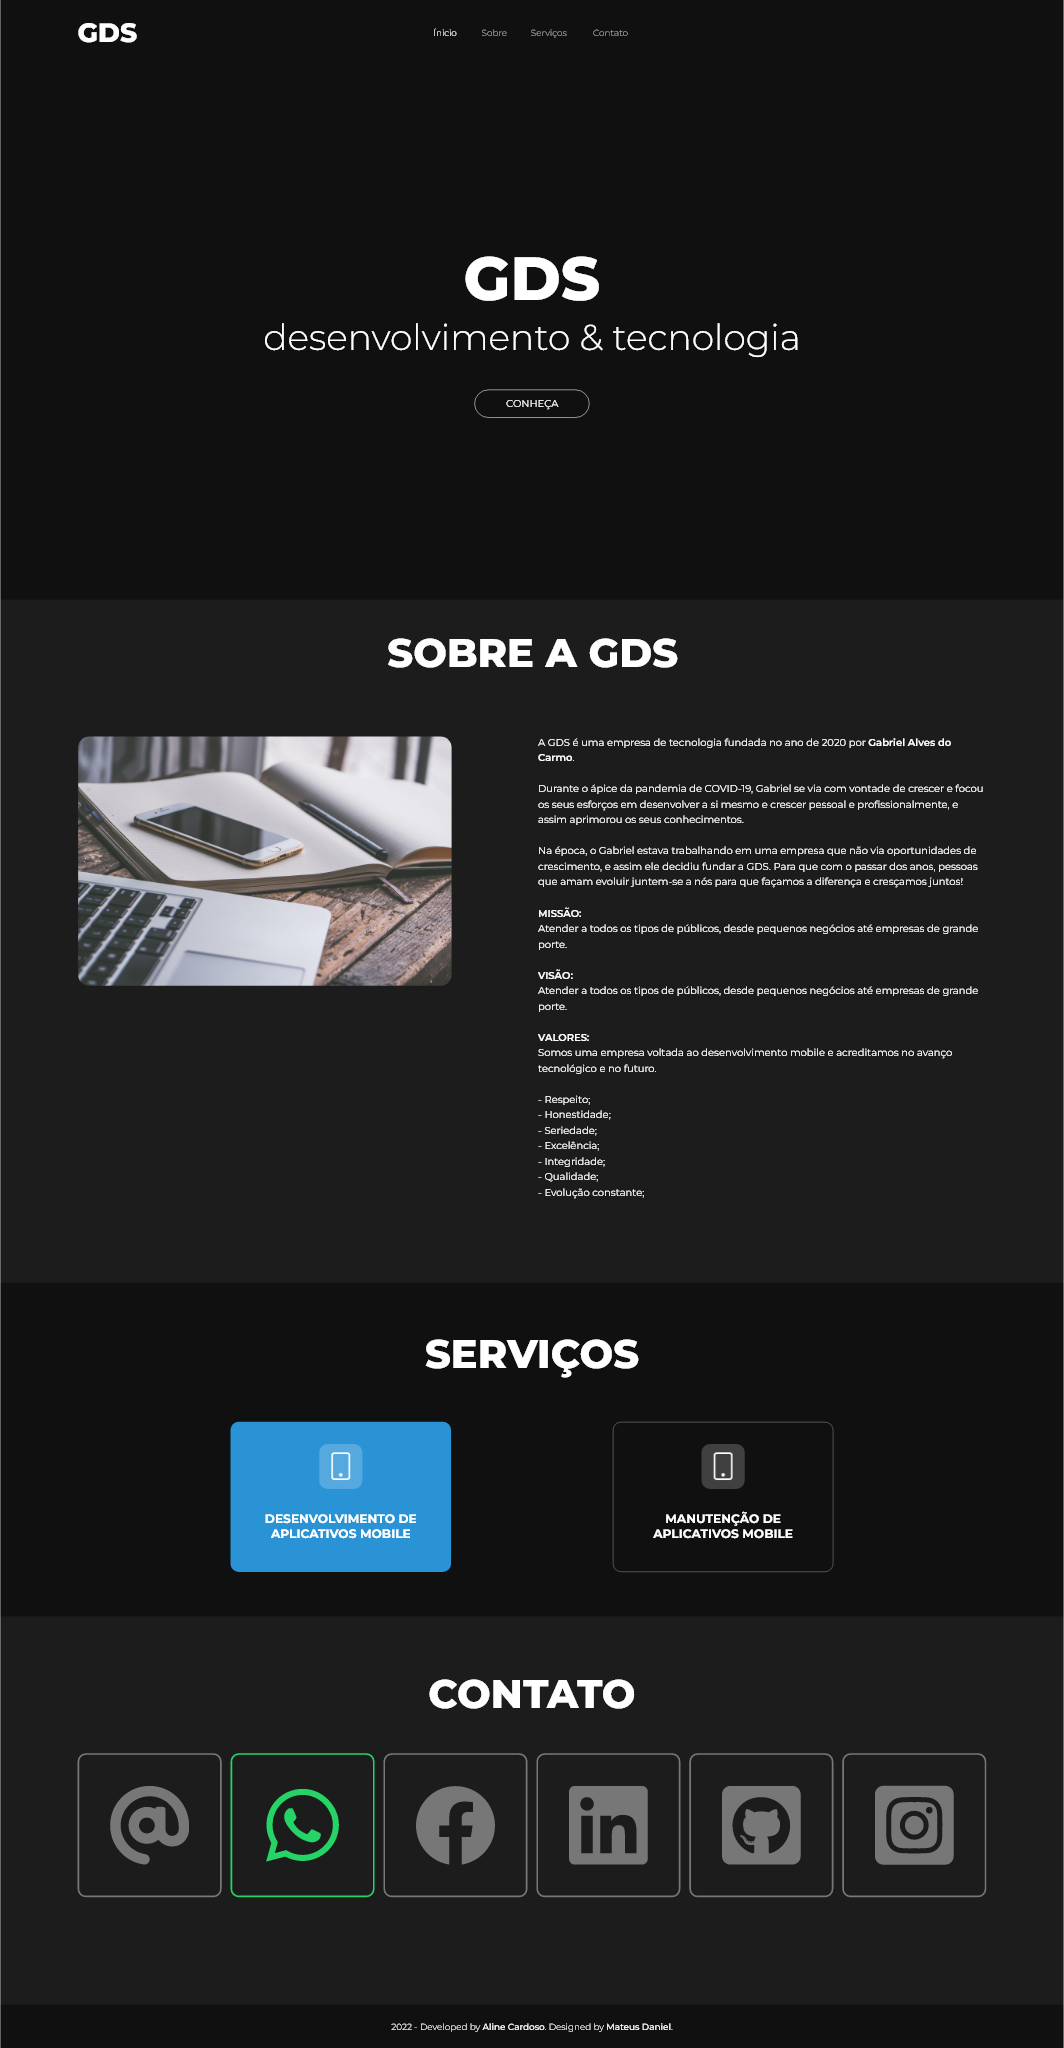 GDS
Ínicio Sobre Serviços Contato
GDS
desenvolvimento & tecnologia
CONHEÇA
SOBRE A GDS
A GDS é uma empresa de tecnologia fundada no ano de 2020 por Gabriel Alves do
Carmo.
Durante o ápice da pandemia de COVID-19, Gabriel se via com vontade de crescer e focou
os seus esforços em desenvolver a si mesmo e crescer pessoal e profissionalmente, e
assim aprimorou os seus conhecimentos.
Na época, o Gabriel estava trabalhando em uma empresa que não via oportunidades de
crescimento, e assim ele decidiu fundar a GDS. Para que com o passar dos anos, pessoas
que amam evoluir juntem-se a nós para que façamos a diferença e cresçamos juntos!
MISSÃO:
Atender a todos os tipos de públicos, desde pequenos negócios até empresas de grande
porte.
VISÃO:
Atender a todos os tipos de públicos, desde pequenos negócios até empresas de grande
porte.
VALORES:
Somos uma empresa voltada ao desenvolvimento mobile e acreditamos no avanço
tecnológico e no futuro.
- Respeito;
- Honestidade;
- Seriedade;
- Excelência;
- Integridade;
- Qualidade;
- Evolução constante;
SERVIÇOS
DESENVOLVIMENTO DE
APLICATIVOS MOBILE
MANUTENÇÃO DE
APLICATIVOS MOBILE
CONTATO
2022 - Developed by Aline Cardoso. Designed by Mateus Daniel.